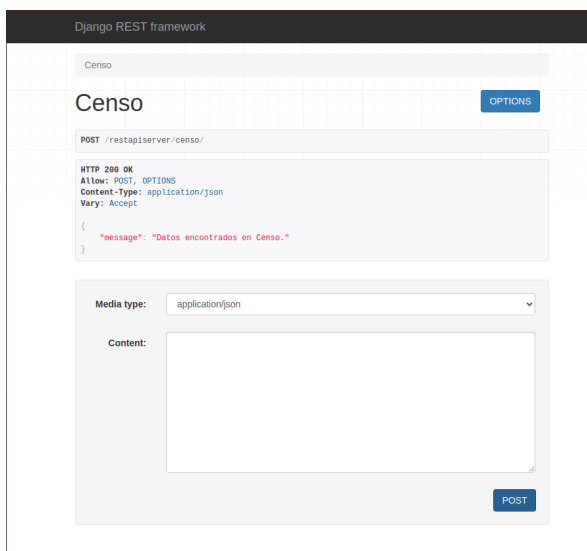 Django REST framework
Censo
Censo
OPTIONS
POST /restapiserver/censo/
HTTP 200 OK
Allow: POST, OPTIONS
Content-Type: application/json
Vary: Accept
{
"message": "Datos encontrados en Censo."
}
Media type:
application/json
Content:
POST